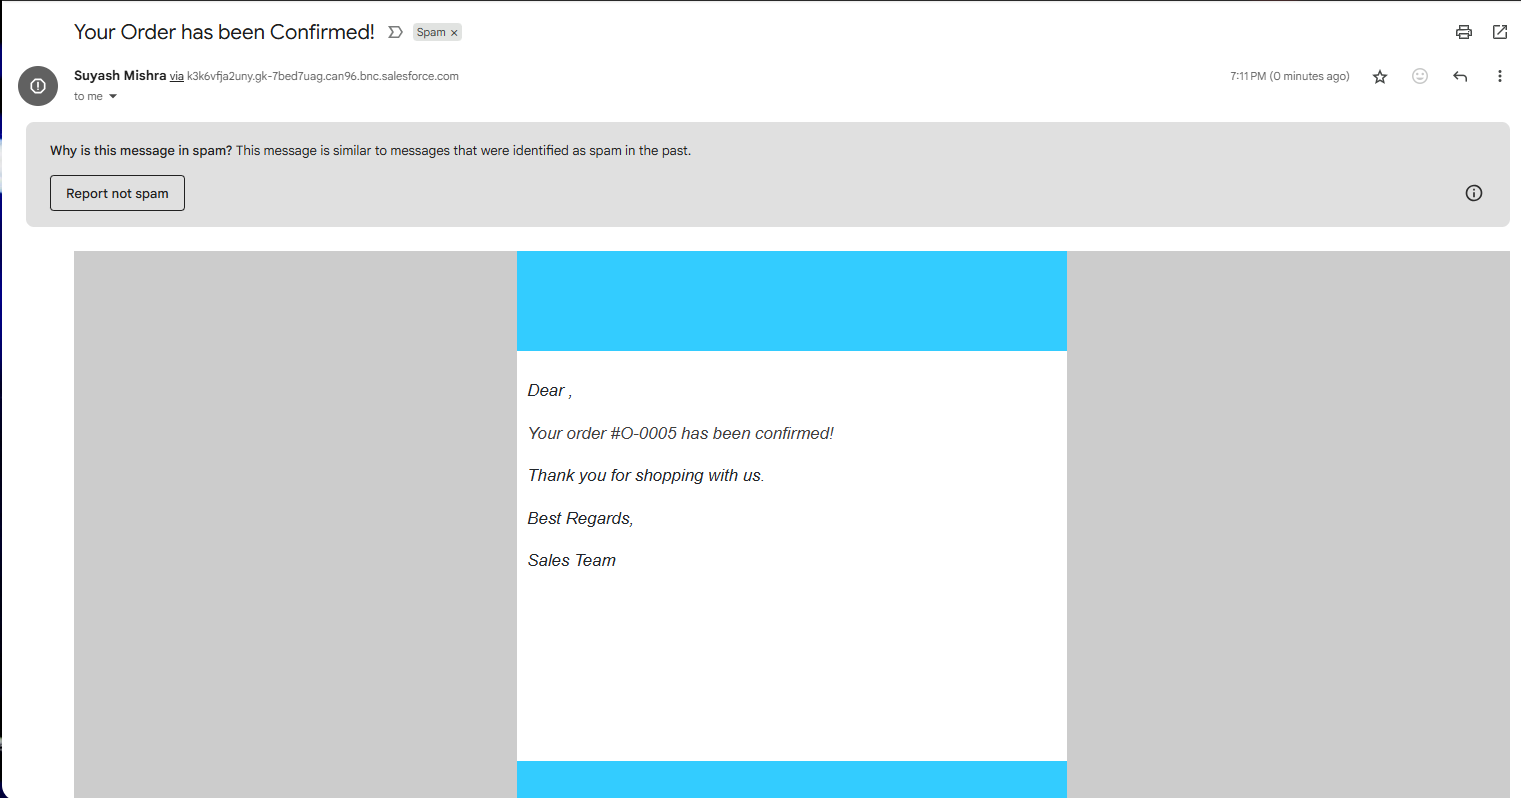 Your Order has been Confirmed! Spam ×
Suyash Mishra via k3k6vfja2uny.gk-7bed7uag.can96.bnc.salesforce.com 7:11 PM (0 minutes ago)
to me
Why is this message in spam? This message is similar to messages that were identified as spam in the past.
Report not spam
Dear ,
Your order #O-0005 has been confirmed!
Thank you for shopping with us.
Best Regards,
Sales Team